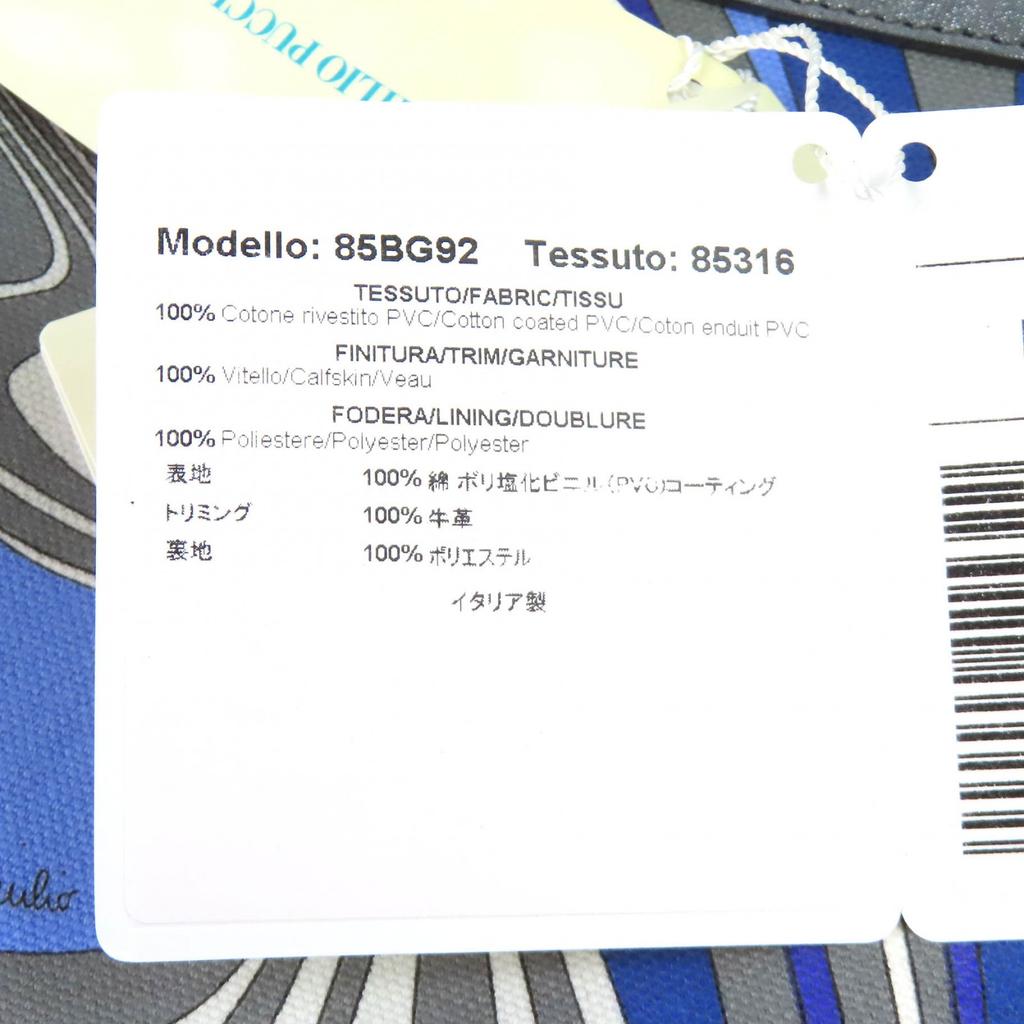 ILIO PUCCI
Modello: 85BG92 Tessuto: 85316
TESSUTO/FABRIC/TISSU
100% Cotone rivestito PVC/Cotton coated PVC/Coton enduit PVC
FINITURA/TRIM/GARNITURE
100% Vitello/Calfskin/Veau
FODERA/LINING/DOUBLURE
100% Poliestere/Polyester/Polyester
表地 100% 綿 ポリ塩化ビニル(PVC)コーティング
トリミング 100% 牛革
裏地 100% ポリエステル
イタリア製